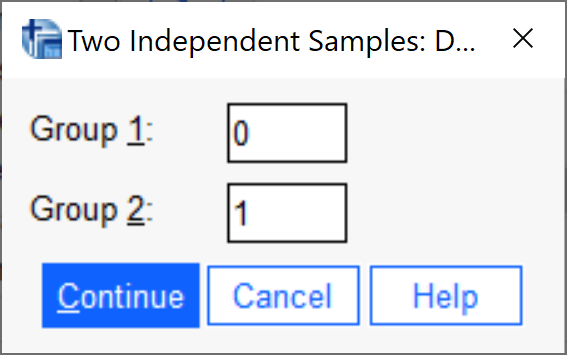 Two Independent Samples: D...
Group 1: 0
Group 2: 1
Continue Cancel Help